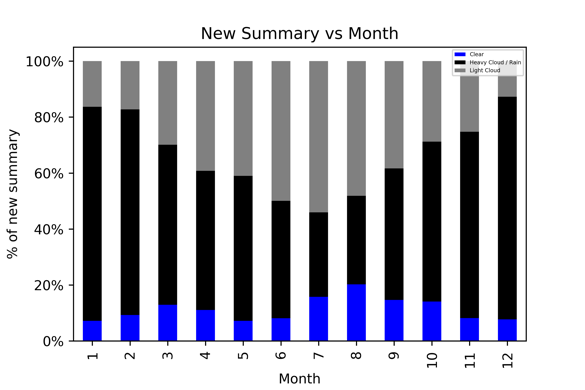 New Summary vs Month
Clear
Heavy Cloud / Rain
Light Cloud
% of new summary
100%
80%
60%
40%
20%
0%
1 2 3 4 5 6 7 8 9 10 11 12
Month